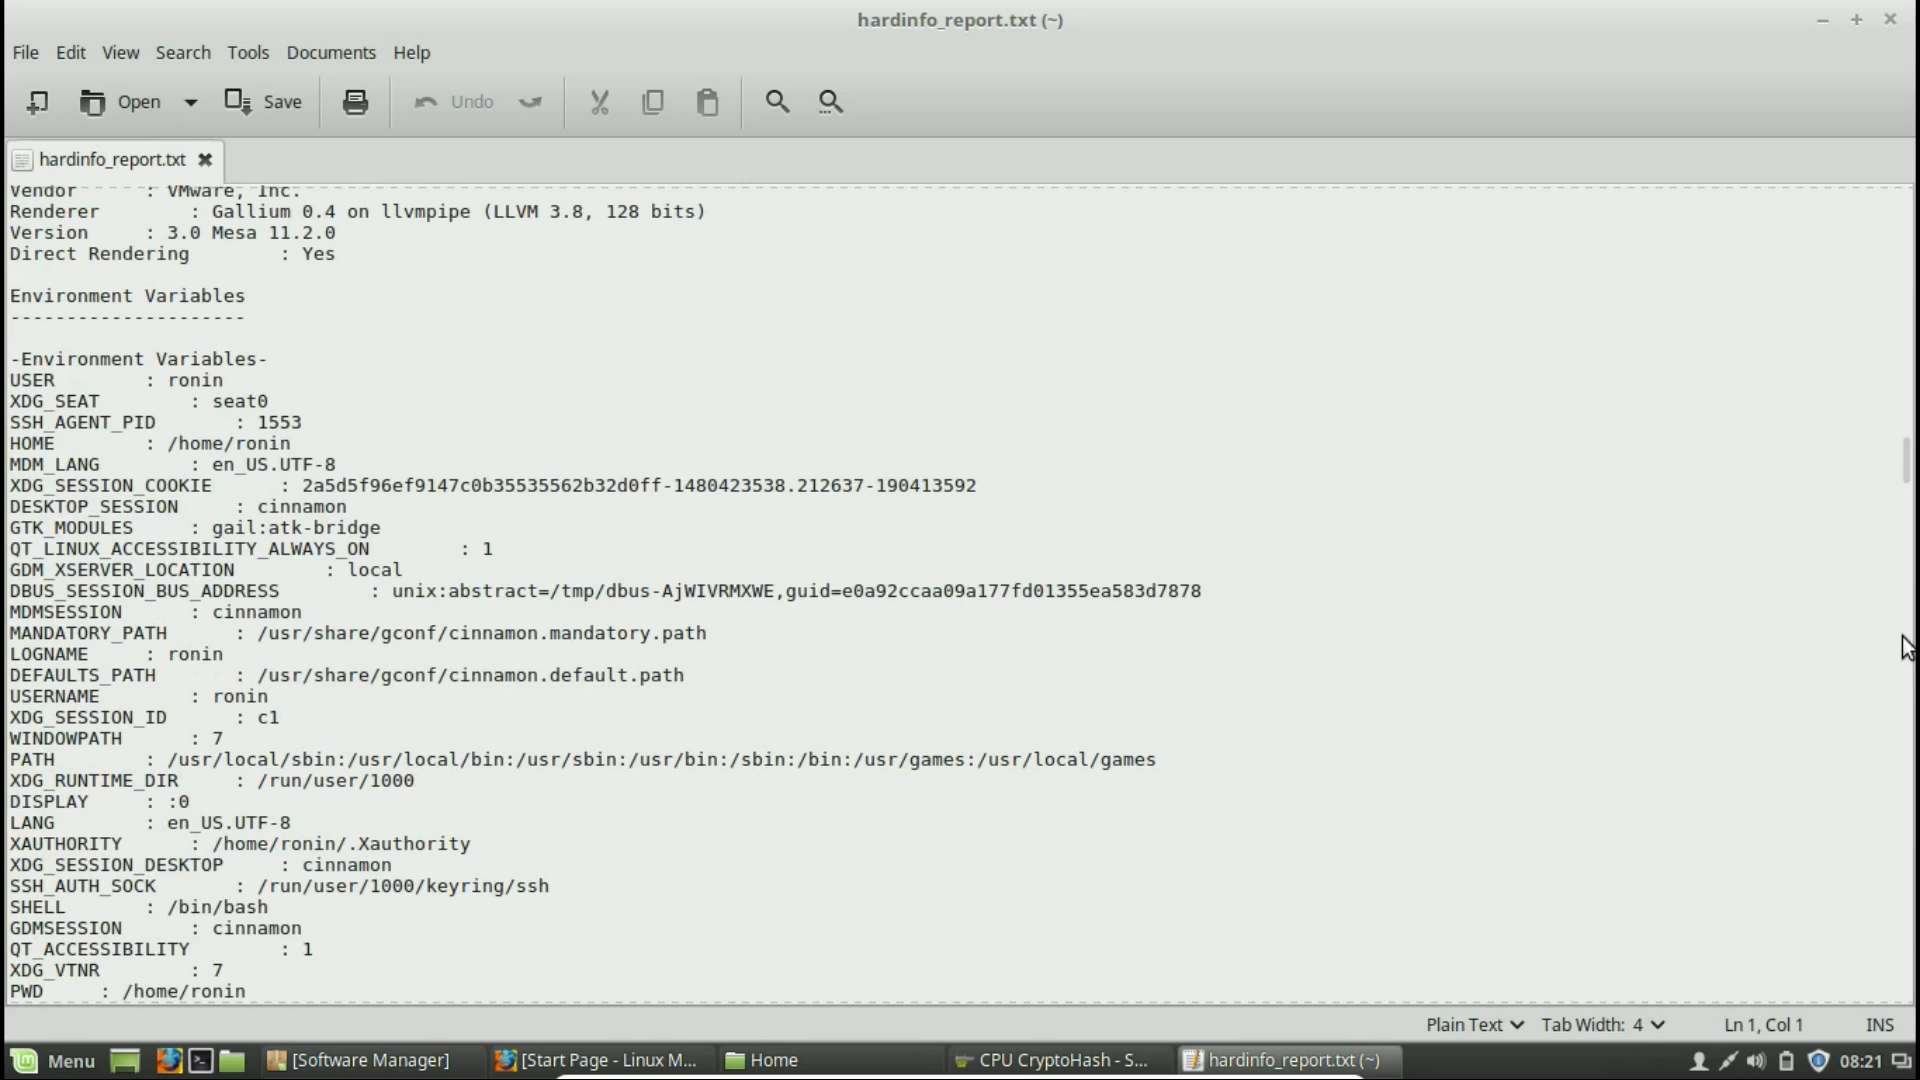 hardinfo_report.txt (~)
File Edit View Search Tools Documents Help
Open Save Undo
hardinfo_report.txt
Vendor : VMware, Inc.
Renderer : Gallium 0.4 on llvmpipe (LLVM 3.8, 128 bits)
Version : 3.0 Mesa 11.2.0
Direct Rendering : Yes
Environment Variables
---------------------
-Environment Variables-
USER : ronin
XDG_SEAT : seat0
SSH_AGENT_PID : 1553
HOME : /home/ronin
MDM_LANG : en_US.UTF-8
XDG_SESSION_COOKIE : 2a5d5f96ef9147c0b35535562b32d0ff-1480423538.212637-190413592
DESKTOP_SESSION : cinnamon
GTK_MODULES : gail:atk-bridge
QT_LINUX_ACCESSIBILITY_ALWAYS_ON : 1
GDM_XSERVER_LOCATION : local
DBUS_SESSION_BUS_ADDRESS : unix:abstract=/tmp/dbus-AjWIVRMXWE,guid=e0a92ccaa09a177fd01355ea583d7878
MDMSESSION : cinnamon
MANDATORY_PATH : /usr/share/gconf/cinnamon.mandatory.path
LOGNAME : ronin
DEFAULTS_PATH : /usr/share/gconf/cinnamon.default.path
USERNAME : ronin
XDG_SESSION_ID : c1
WINDOWPATH : 7
PATH : /usr/local/sbin:/usr/local/bin:/usr/sbin:/usr/bin:/sbin:/bin:/usr/games:/usr/local/games
XDG_RUNTIME_DIR : /run/user/1000
DISPLAY : :0
LANG : en_US.UTF-8
XAUTHORITY : /home/ronin/.Xauthority
XDG_SESSION_DESKTOP : cinnamon
SSH_AUTH_SOCK : /run/user/1000/keyring/ssh
SHELL : /bin/bash
GDMSESSION : cinnamon
QT_ACCESSIBILITY : 1
XDG_VTNR : 7
PWD : /home/ronin
Plain Text Tab Width: 4 Ln 1, Col 1 INS
Menu [Software Manager] [Start Page - Linux M... Home CPU CryptoHash - S... hardinfo_report.txt (~) 08:21